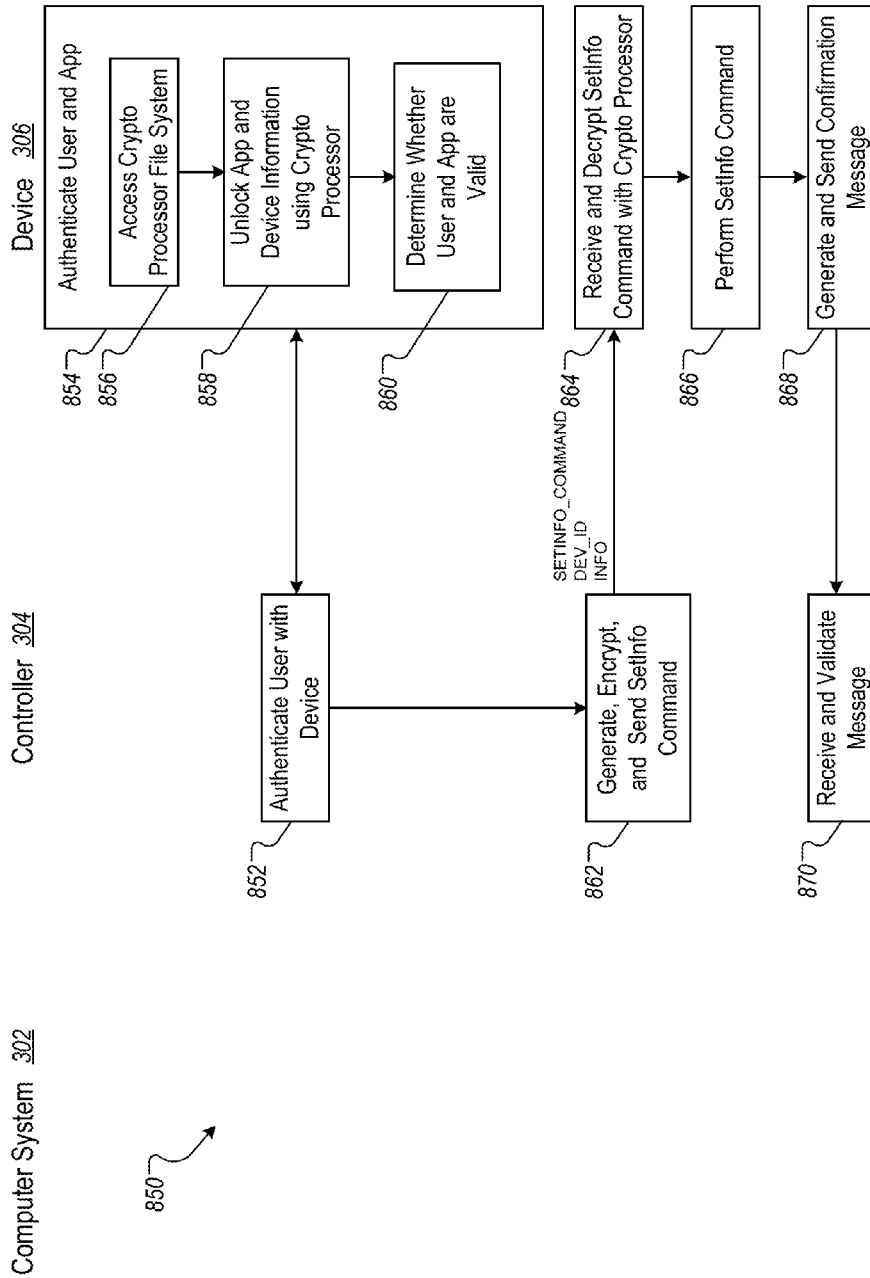 Computer System 302
Controller 304
Device 306
850
854
Authenticate User and App
856
Access Crypto
Processor File System
858
Unlock App and
Device Information
using Crypto
Processor
860
Determine Whether
User and App are
Valid
852
Authenticate User with
Device
862
Generate, Encrypt,
and Send SetInfo
Command
SETINFO_COMMAND
DEV_ID
INFO
864
Receive and Decrypt SetInfo
Command with Crypto Processor
866
Perform SetInfo Command
868
Generate and Send Confirmation
Message
870
Receive and Validate
Message